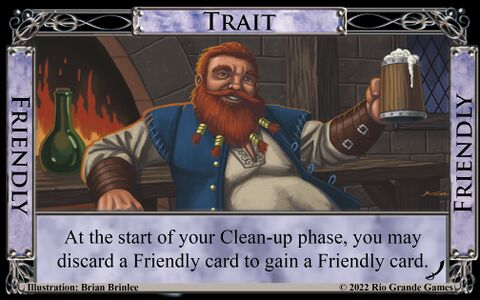 TRAIT
FRIENDLY
FRIENDLY
At the start of your Clean-up phase, you may
discard a Friendly card to gain a Friendly card.
Illustration: Brian Brinlee
© 2022 Rio Grande Games